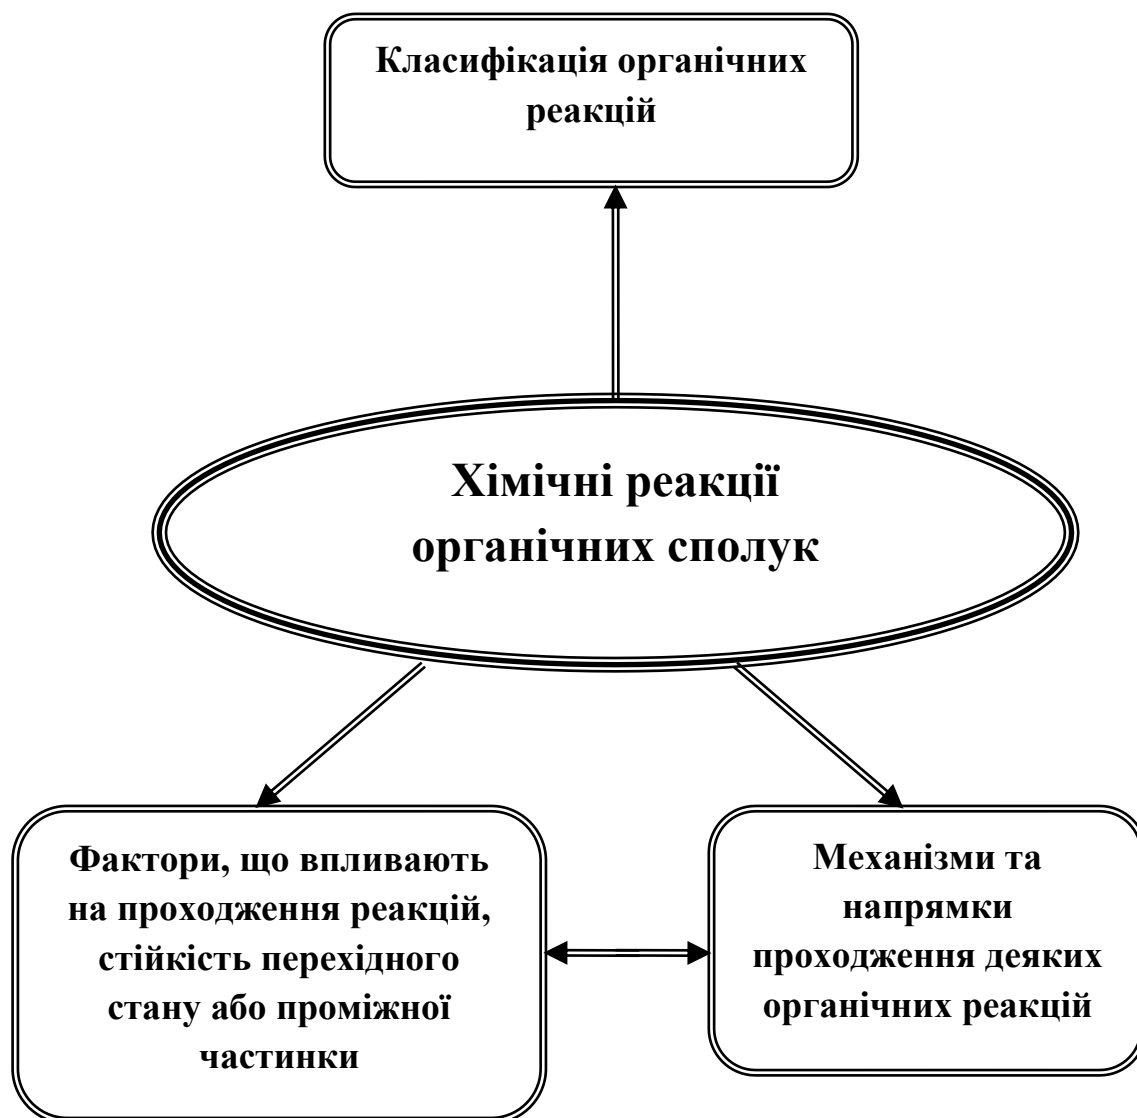 Класифікація органічних
реакцій
Хімічні реакції
органічних сполук
Фактори, що впливають
на проходження реакцій,
стійкість перехідного
стану або проміжної
частинки
Механізми та
напрямки
проходження деяких
органічних реакцій